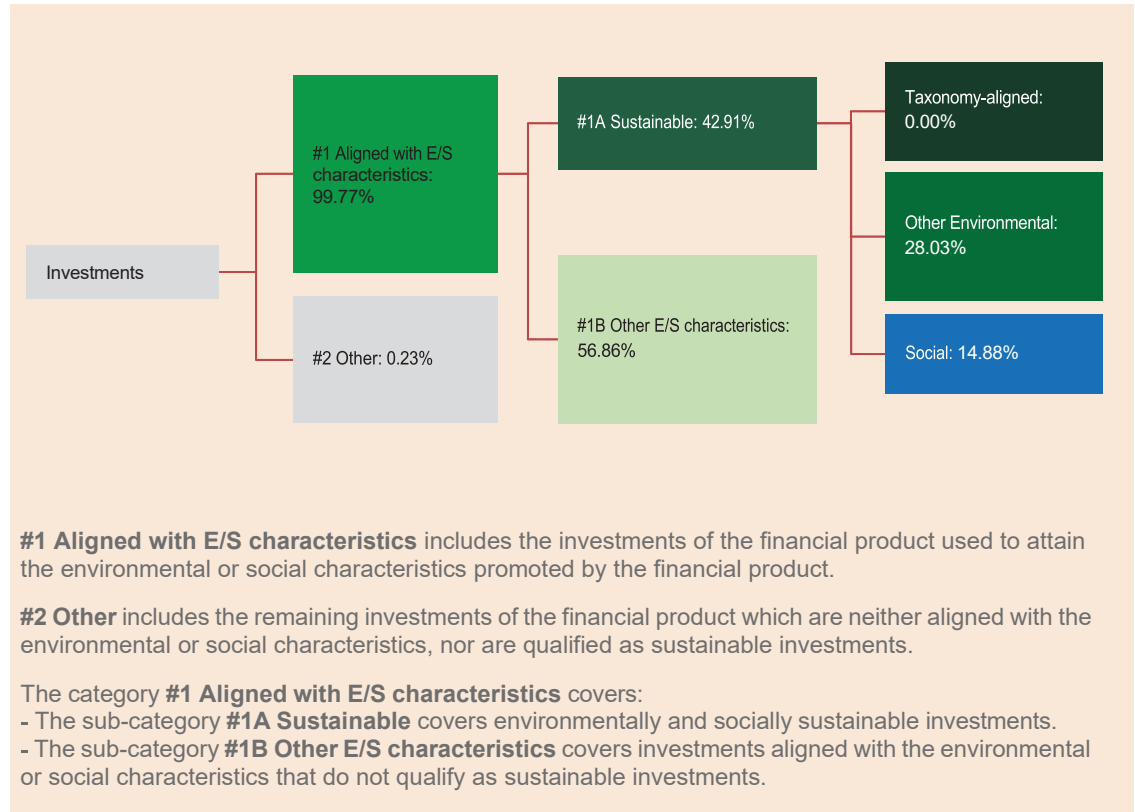 Investments
#1 Aligned with E/S
characteristics:
99.77%
#2 Other: 0.23%
#1A Sustainable: 42.91%
#1B Other E/S characteristics:
56.86%
Taxonomy-aligned:
0.00%
Other Environmental:
28.03%
Social: 14.88%
#1 Aligned with E/S characteristics includes the investments of the financial product used to attain
the environmental or social characteristics promoted by the financial product.
#2 Other includes the remaining investments of the financial product which are neither aligned with the
environmental or social characteristics, nor are qualified as sustainable investments.
The category #1 Aligned with E/S characteristics covers:
- The sub-category #1A Sustainable covers environmentally and socially sustainable investments.
- The sub-category #1B Other E/S characteristics covers investments aligned with the environmental
or social characteristics that do not qualify as sustainable investments.